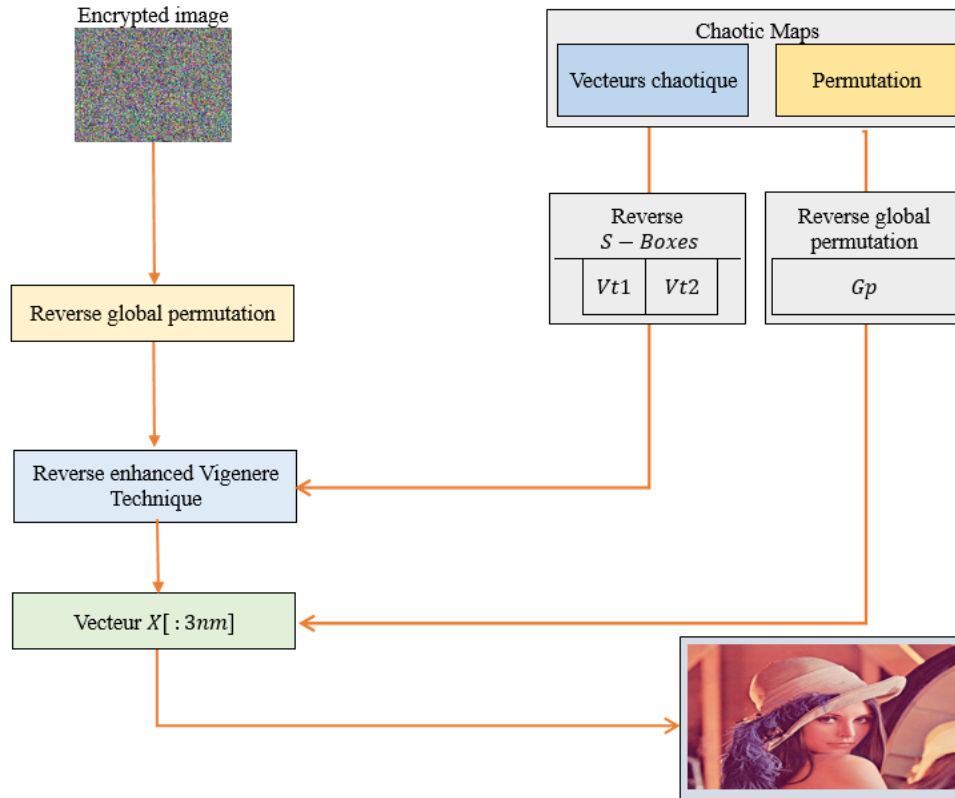 Encrypted image
Chaotic Maps
Vecteurs chaotique
Permutation
Reverse
S − Boxes
Vt1
Vt2
Reverse global
permutation
Gp
Reverse global permutation
Reverse enhanced Vigenere
Technique
Vecteur X[ : 3nm]